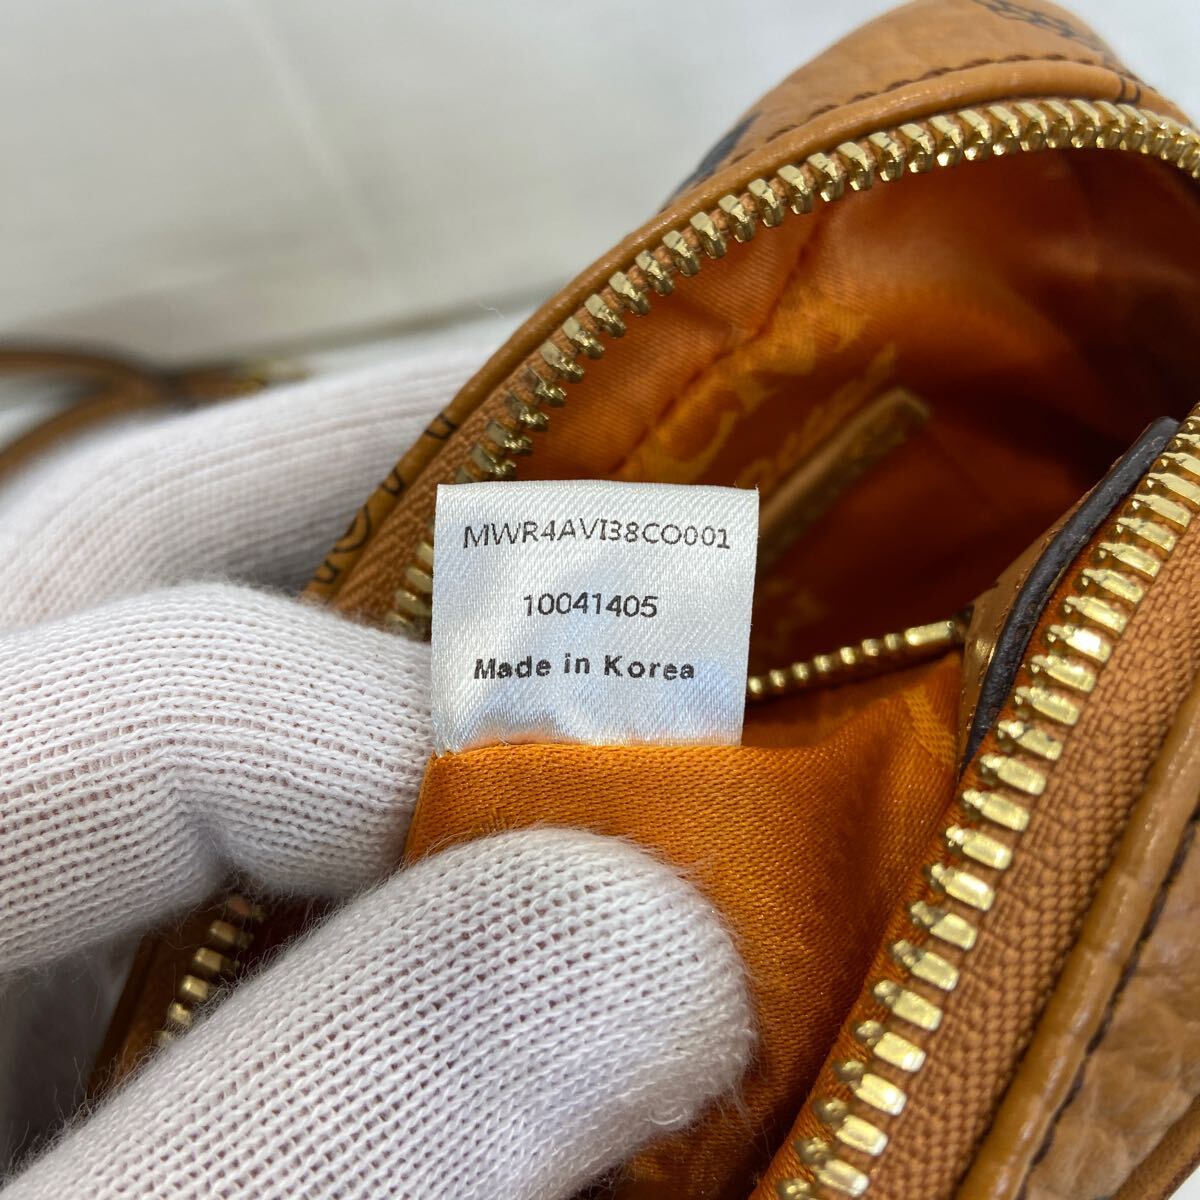 MWR4AVI38CO001
10041405
Made in Korea